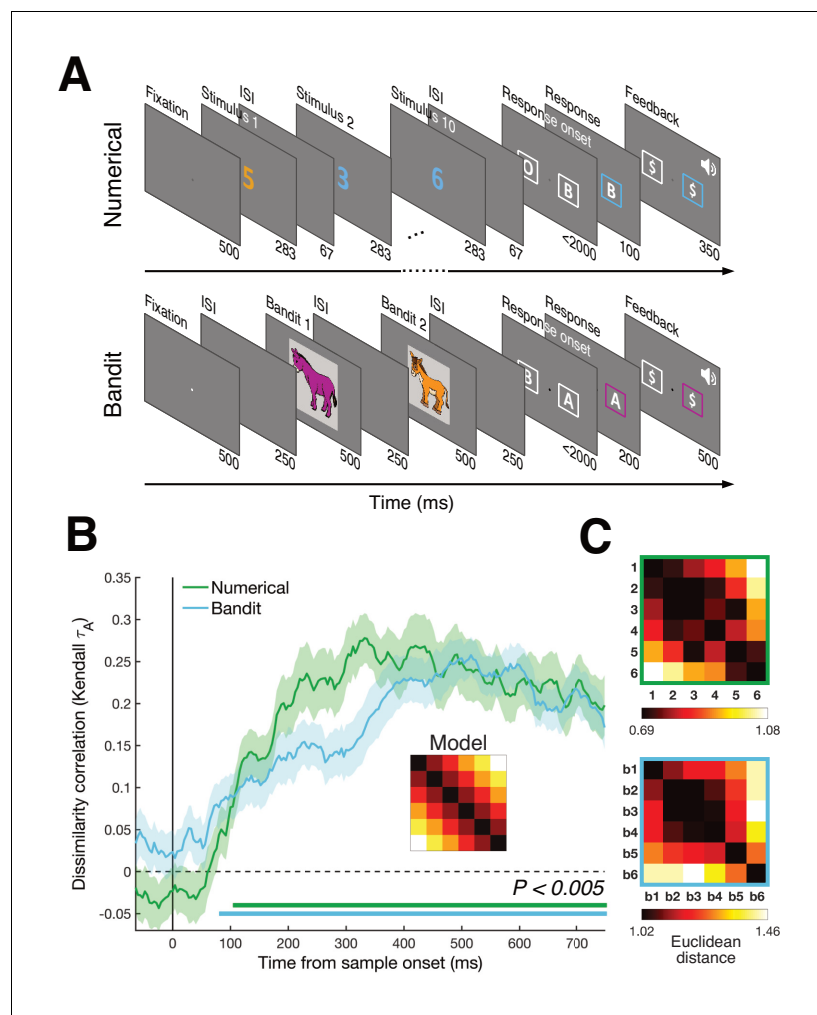 A
Numerical
Fixation
Stimulus 1
ISI
Stimulus 2
Stimulus 10
ISI
Response onset
Response
Feedback
5
3
6
O
B
B
$
$
500
283
67
283
...
283
67
<2000
100
350
Bandit
Fixation
ISI
Bandit 1
ISI
Bandit 2
ISI
Response onset
Response
Feedback
B
A
A
$
$
500
250
500
250
500
250
<2000
200
500
Time (ms)
B
Dissimilarity correlation (Kendall τA)
0.35
0.3
0.25
0.2
0.15
0.1
0.05
0
-0.05
Numerical
Bandit
Model
P < 0.005
0 100 200 300 400 500 600 700
Time from sample onset (ms)
C
1
2
3
4
5
6
1 2 4 5 6
0.69 1.08
b1
b2
b3
b4
b5
b6
b1 b2 b3 b4 b5 b6
1.02 1.46
Euclidean
distance